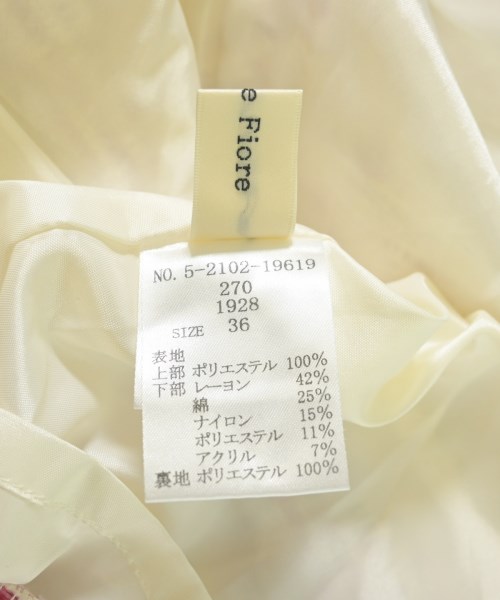 e Fiore
NO. 5-2102-19619
270
1928
SIZE 36
表地
上部 ポリエステル 100%
下部 レーヨン 42%
綿 25%
ナイロン 15%
ポリエステル 11%
アクリル 7%
裏地 ポリエステル 100%